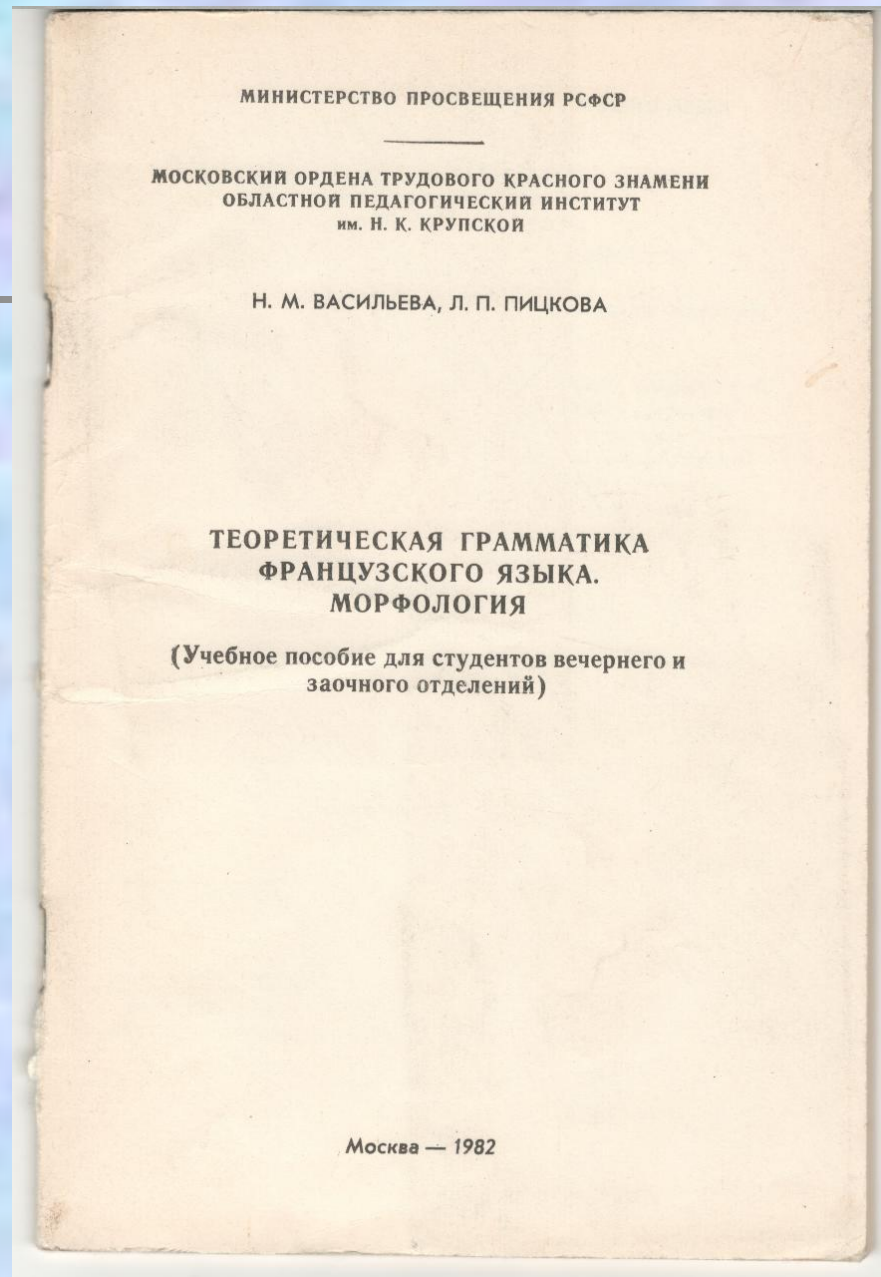 МИНИСТЕРСТВО ПРОСВЕЩЕНИЯ РСФСР
МОСКОВСКИЙ ОРДЕНА ТРУДОВОГО КРАСНОГО ЗНАМЕНИ
ОБЛАСТНОЙ ПЕДАГОГИЧЕСКИЙ ИНСТИТУТ
им. Н. К. КРУПСКОЙ
Н. М. ВАСИЛЬЕВА, Л. П. ПИЦКОВА
ТЕОРЕТИЧЕСКАЯ ГРАММАТИКА
ФРАНЦУЗСКОГО ЯЗЫКА.
МОРФОЛОГИЯ
(Учебное пособие для студентов вечернего и
заочного отделений)
Москва — 1982